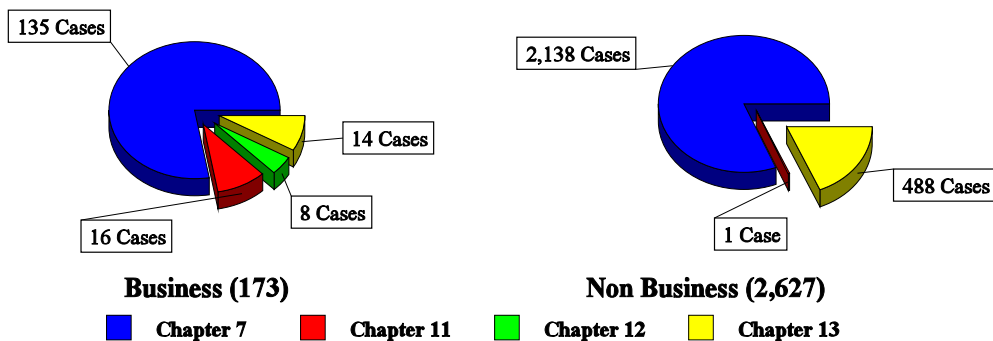 135 Cases
14 Cases
8 Cases
16 Cases
Business (173)
2,138 Cases
488 Cases
1 Case
Non Business (2,627)
Chapter 7
Chapter 11
Chapter 12
Chapter 13